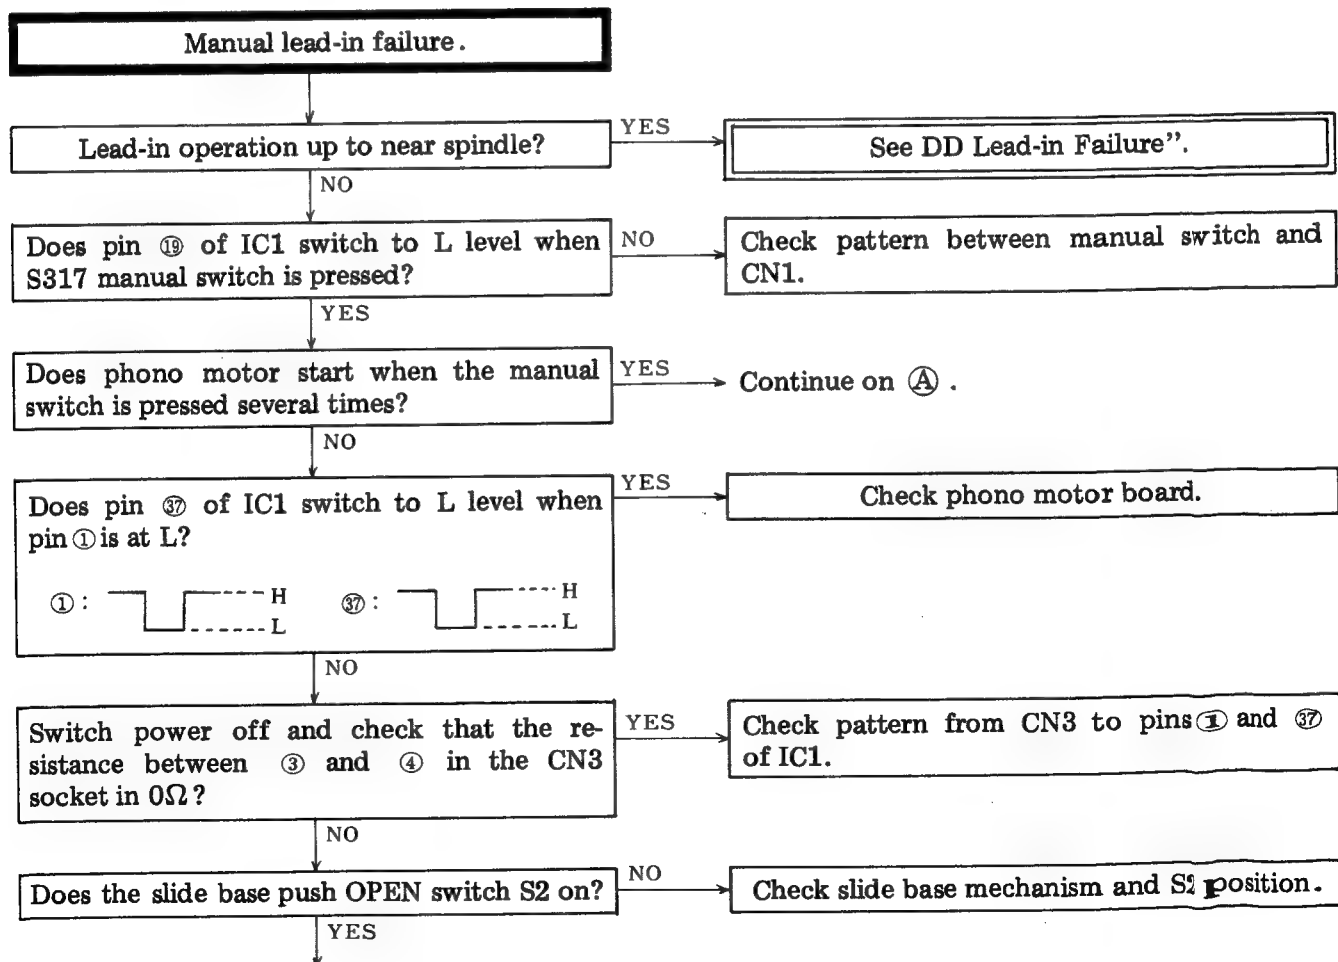 Manual lead-in failure.
Lead-in operation up to near spindle?
YES
See DD Lead-in Failure”.
NO
Does pin ⑲ of IC1 switch to L level when
S317 manual switch is pressed?
NO
Check pattern between manual switch and
CN1.
YES
Does phono motor start when the manual
switch is pressed several times?
YES
Continue on Ⓐ .
NO
Does pin ㊲ of IC1 switch to L level when
pin ① is at L?
YES
Check phono motor board.
① : H
L
㊲ : H
L
NO
Switch power off and check that the re-
sistance between ③ and ④ in the CN3
socket in 0Ω?
YES
Check pattern from CN3 to pins ① and ㊲
of IC1.
NO
Does the slide base push OPEN switch S2 on?
NO
Check slide base mechanism and S2 position.
YES